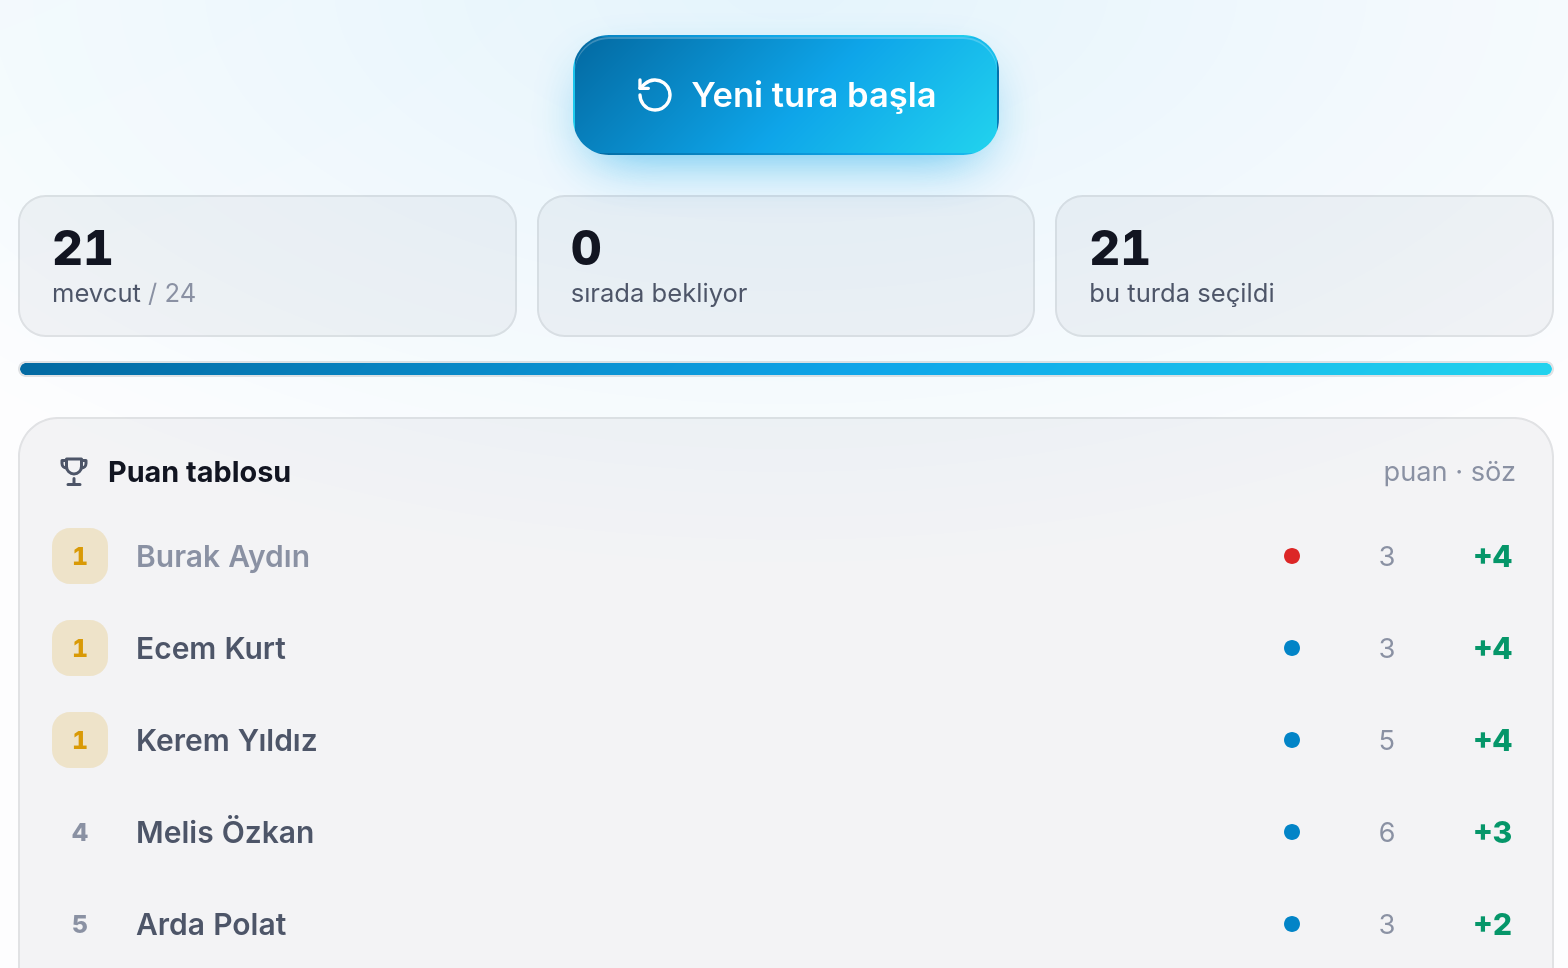 Yeni tura başla
21
mevcut / 24
0
sırada bekliyor
21
bu turda seçildi
Puan tablosu
puan · söz
1 Burak Aydın 3 +4
1 Ecem Kurt 3 +4
1 Kerem Yıldız 5 +4
4 Melis Özkan 6 +3
5 Arda Polat 3 +2